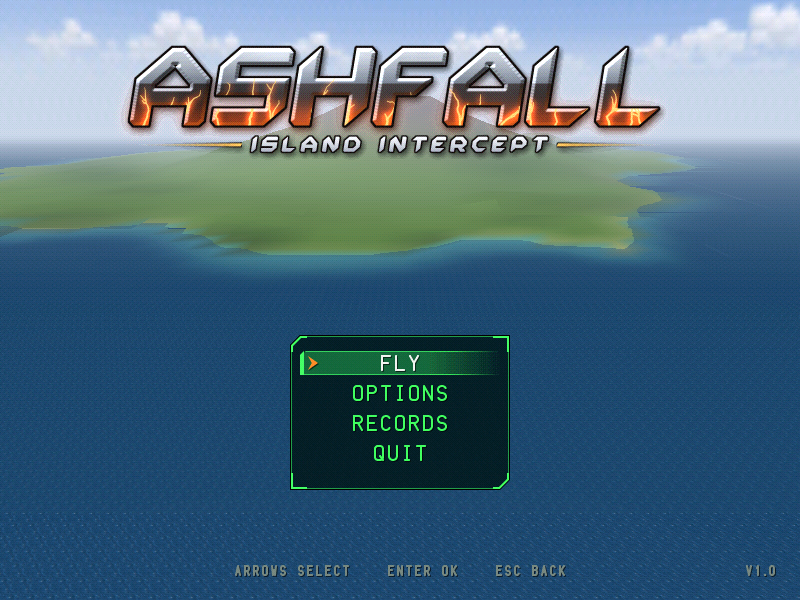 ASHFALL
ISLAND INTERCEPT
FLY
OPTIONS
RECORDS
QUIT
ARROWS SELECT ENTER OK ESC BACK V1.0